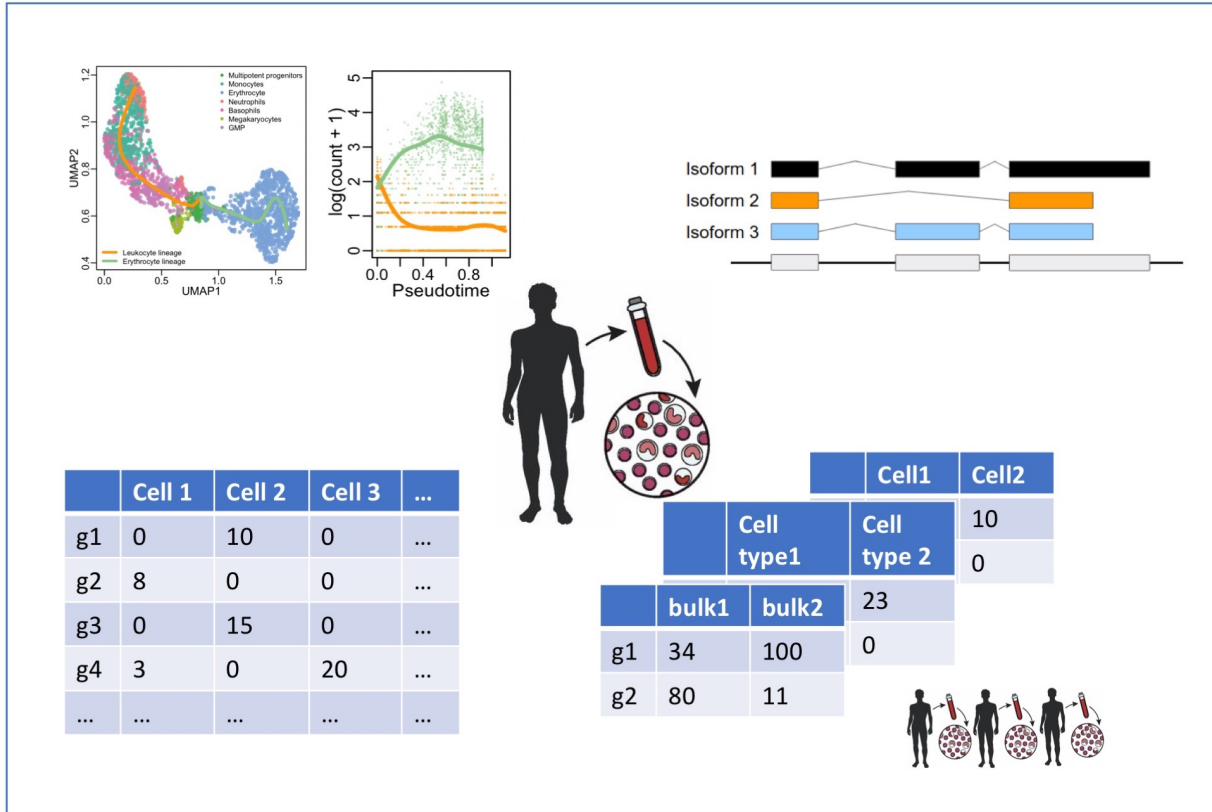 1.2
1.0
0.8
0.6
0.4
UMAP2
Multipotent progenitors
Monocytes
Erythrocyte
Neutrophils
Basophils
Megakaryocytes
GMP
Leukocyte lineage
Erythrocyte lineage
0.0 0.5 1.0 1.5
UMAP1
5
4
3
2
1
0
log(count + 1)
0.0 0.4 0.8
Pseudotime
Isoform 1
Isoform 2
Isoform 3
Cell 1 Cell 2 Cell 3 ...
g1 0 10 0 ...
g2 8 0 0 ...
g3 0 15 0 ...
g4 3 0 20 ...
... ... ... ... ...
Cell1 Cell2
10
0
Cell type1 Cell type 2
23
0
bulk1 bulk2
g1 34 100
g2 80 11